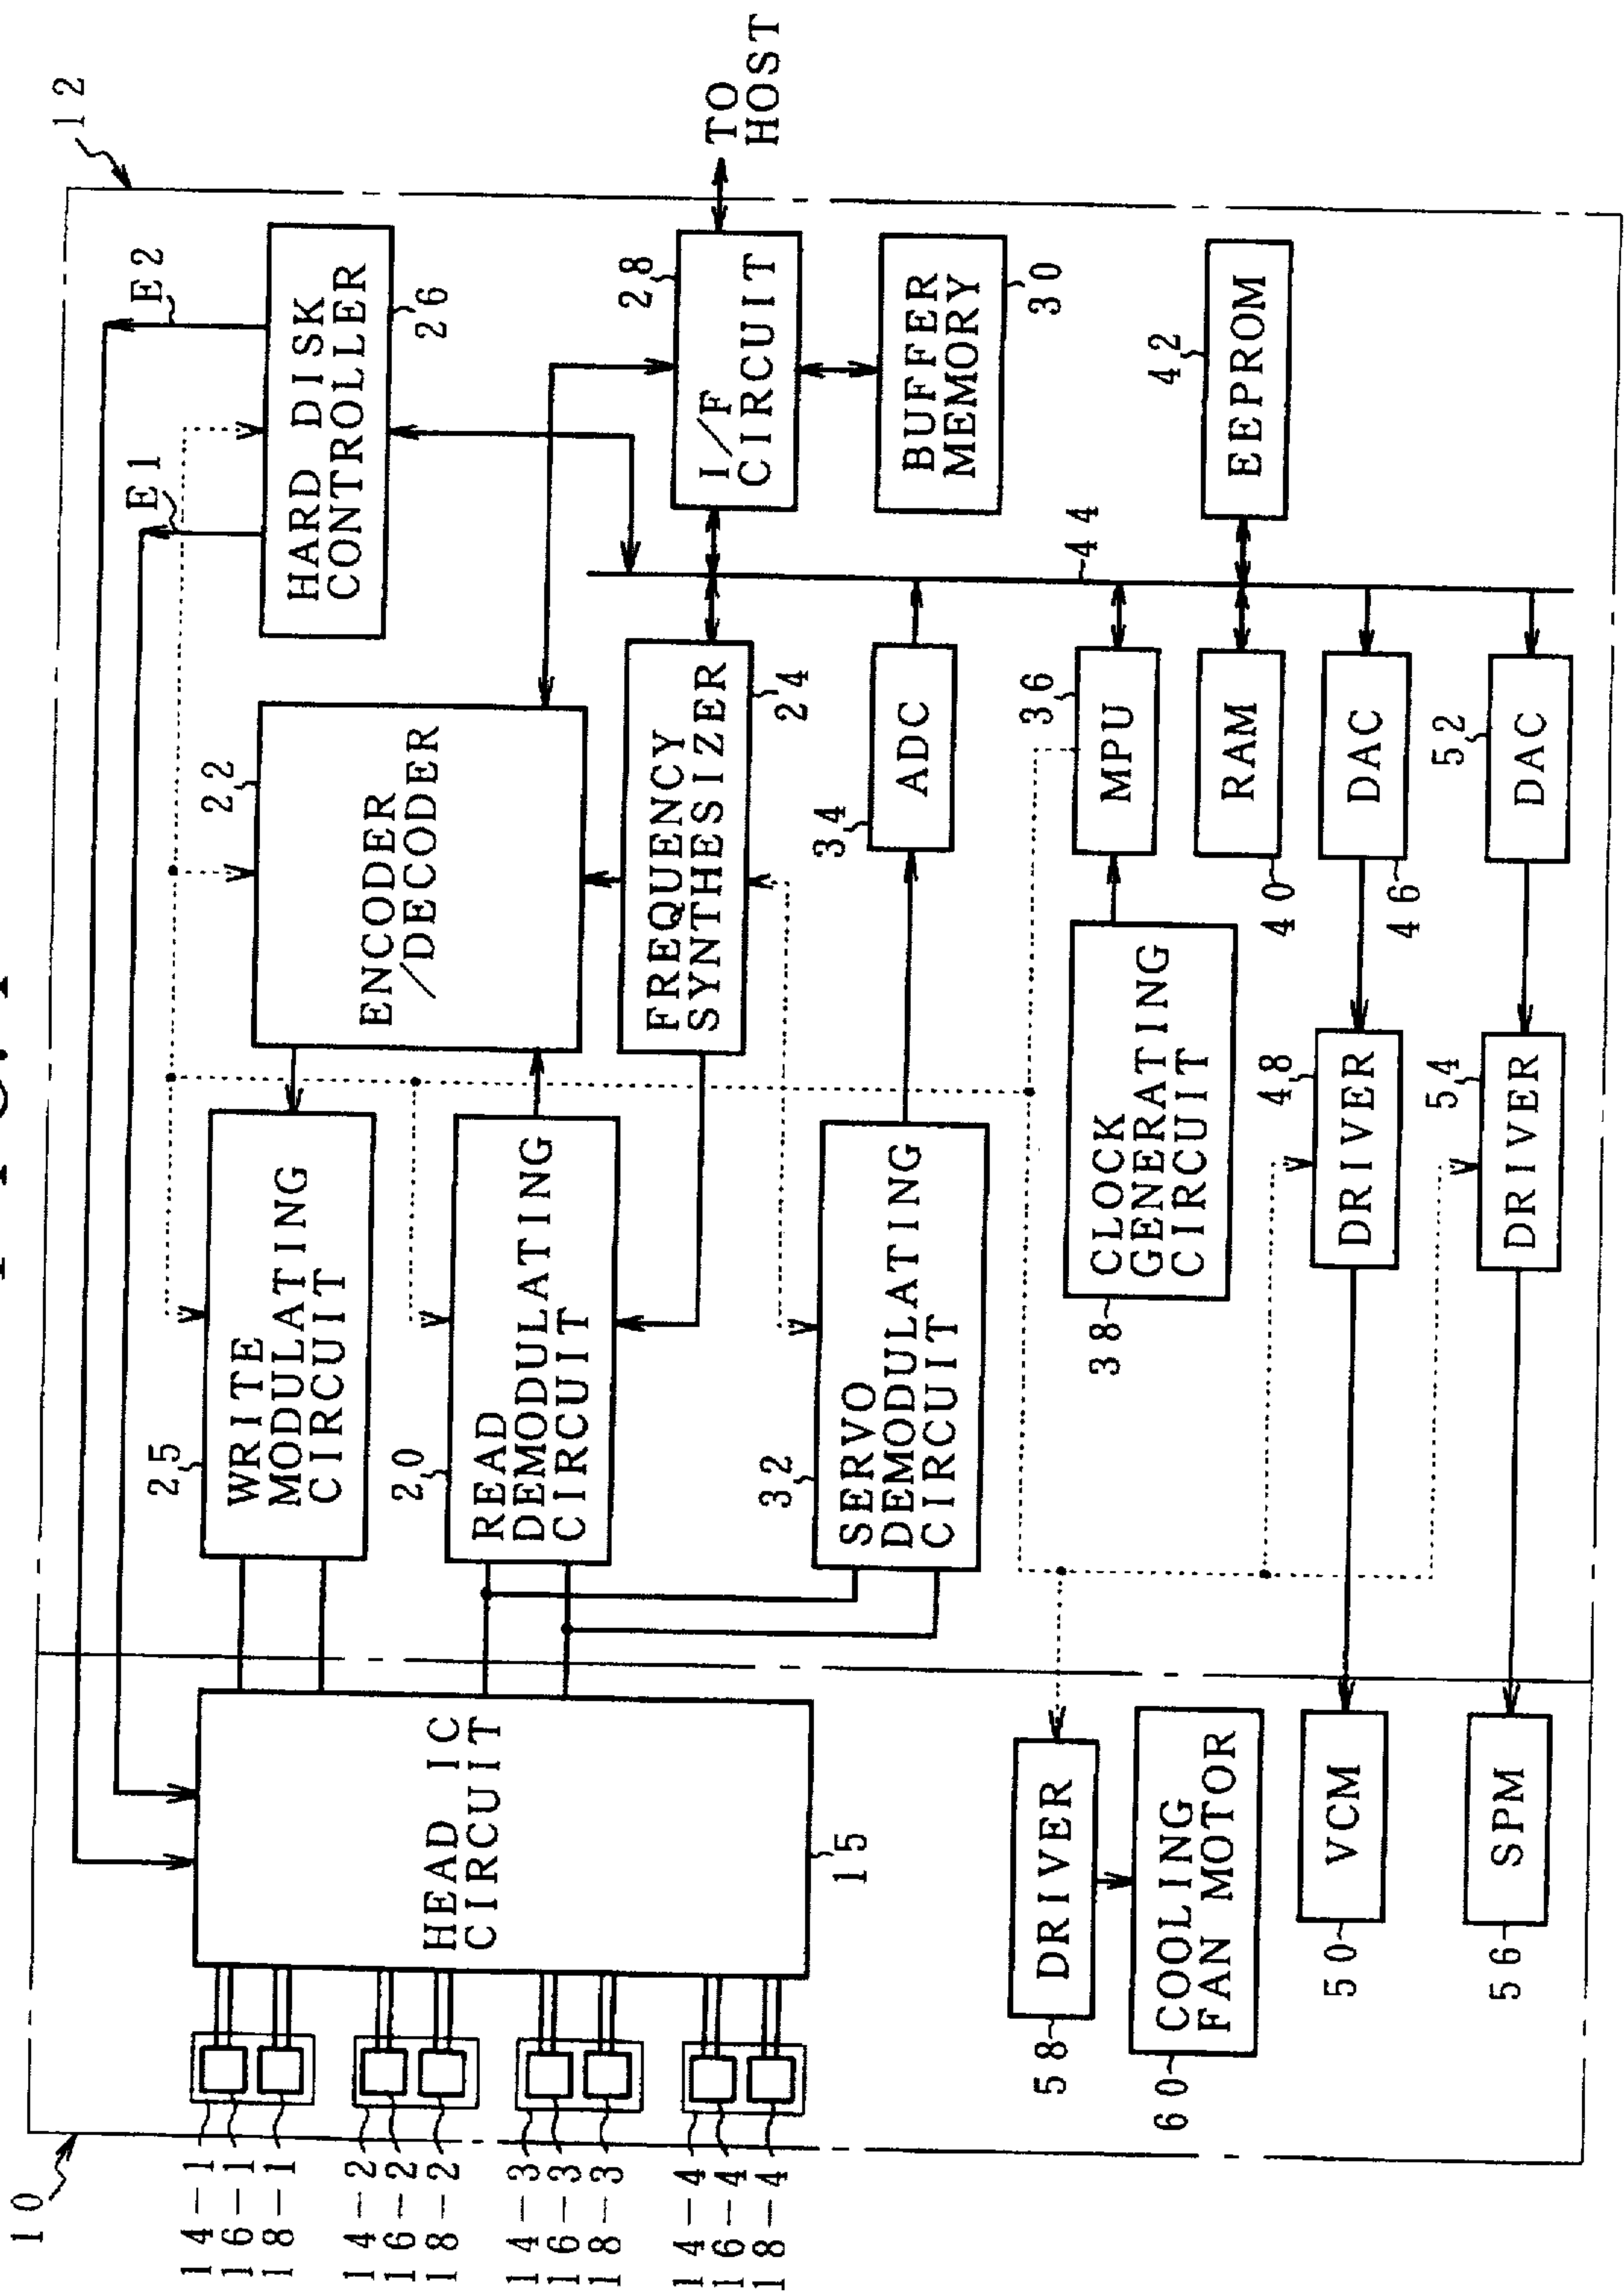 10
12
E1
E2
14-1
16-1
18-1
14-2
16-2
18-2
14-3
16-3
18-3
14-4
16-4
18-4
HEAD IC
CIRCUIT
15
25
WRITE
MODULATING
CIRCUIT
22
ENCODER
/DECODER
HARD DISK
CONTROLLER
26
20
READ
DEMODULATING
CIRCUIT
FREQUENCY
SYNTHESIZER
24
28
I/F
CIRCUIT
TO
HOST
32
SERVO
DEMODULATING
CIRCUIT
34
ADC
BUFFER
MEMORY
30
44
58
DRIVER
60
COOLING
FAN MOTOR
38
CLOCK
GENERATING
CIRCUIT
36
MPU
42
EEPROM
RAM
40
50
VCM
48
DRIVER
DAC
46
56
SPM
54
DRIVER
52
DAC